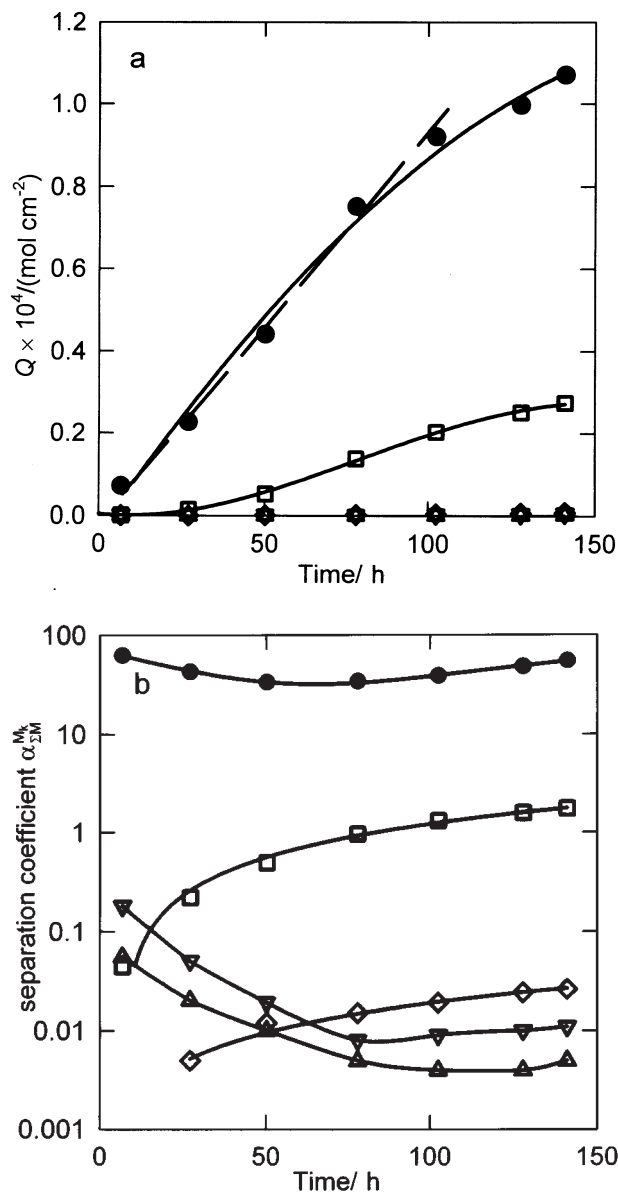 a
1.2
1.0
0.8
0.6
0.4
0.2
0.0
Q × 10⁴/(mol cm⁻²)
0 50 100 150
Time/ h
b
100
10
1
0.1
0.01
0.001
separation coefficient α^{Mₖ}_{ΣM}
0 50 100 150
Time/ h